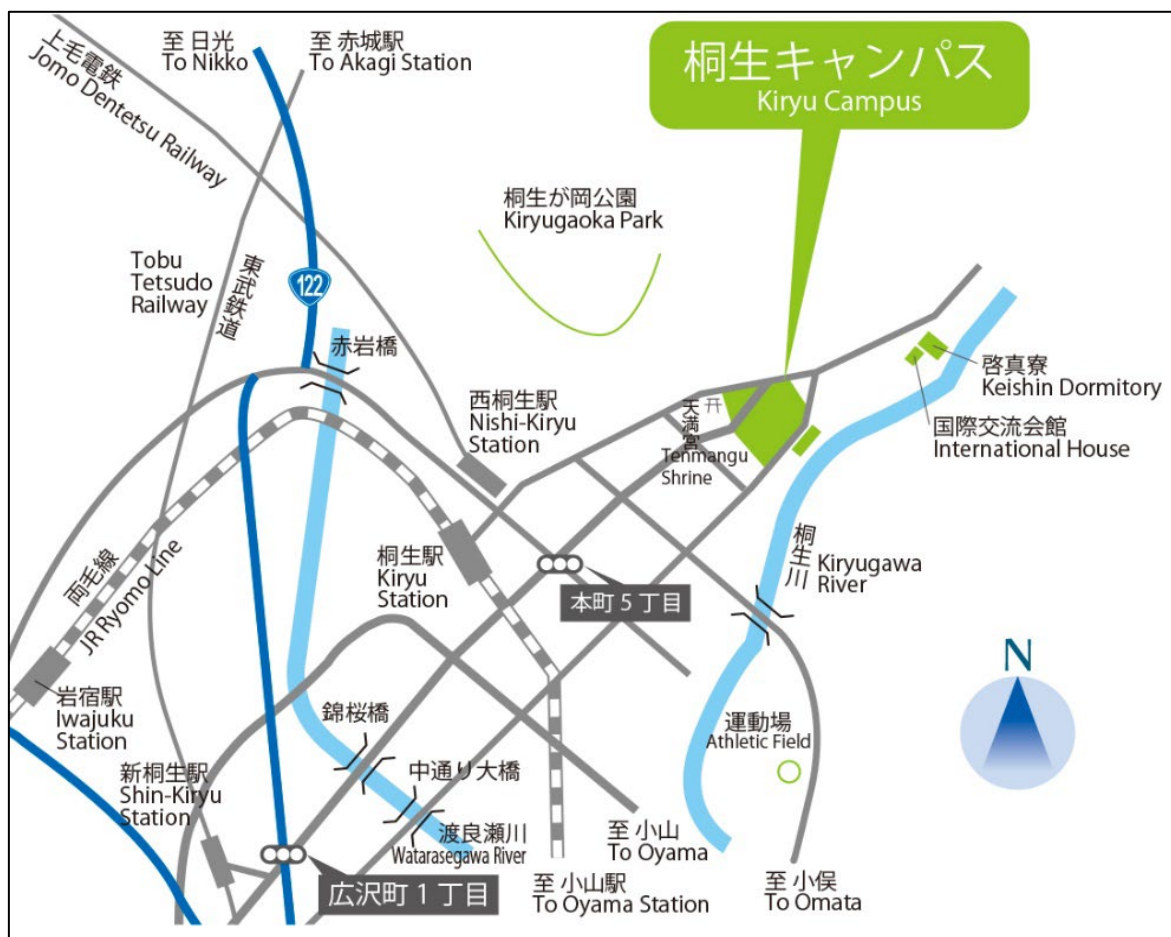 上毛電鉄
Jomo Dentetsu Railway
至 日光
To Nikko
至 赤城駅
To Akagi Station
桐生キャンパス
Kiryu Campus
桐生が岡公園
Kiryugaoka Park
Tobu
Tetsudo
Railway
東武鉄道
122
赤岩橋
西桐生駅
Nishi-Kiryu
Station
天満宮
Tenmangu
Shrine
啓真寮
Keishin Dormitory
国際交流会館
International House
両毛線
JR Ryomo Line
桐生駅
Kiryu
Station
本町 5 丁目
桐生川
Kiryugawa
River
N
岩宿駅
Iwajuku
Station
錦桜橋
運動場
Athletic Field
新桐生駅
Shin-Kiryu
Station
中通り大橋
渡良瀬川
Watarasegawa River
至 小山
To Oyama
広沢町 1 丁目
至 小山駅
To Oyama Station
至 小俣
To Omata